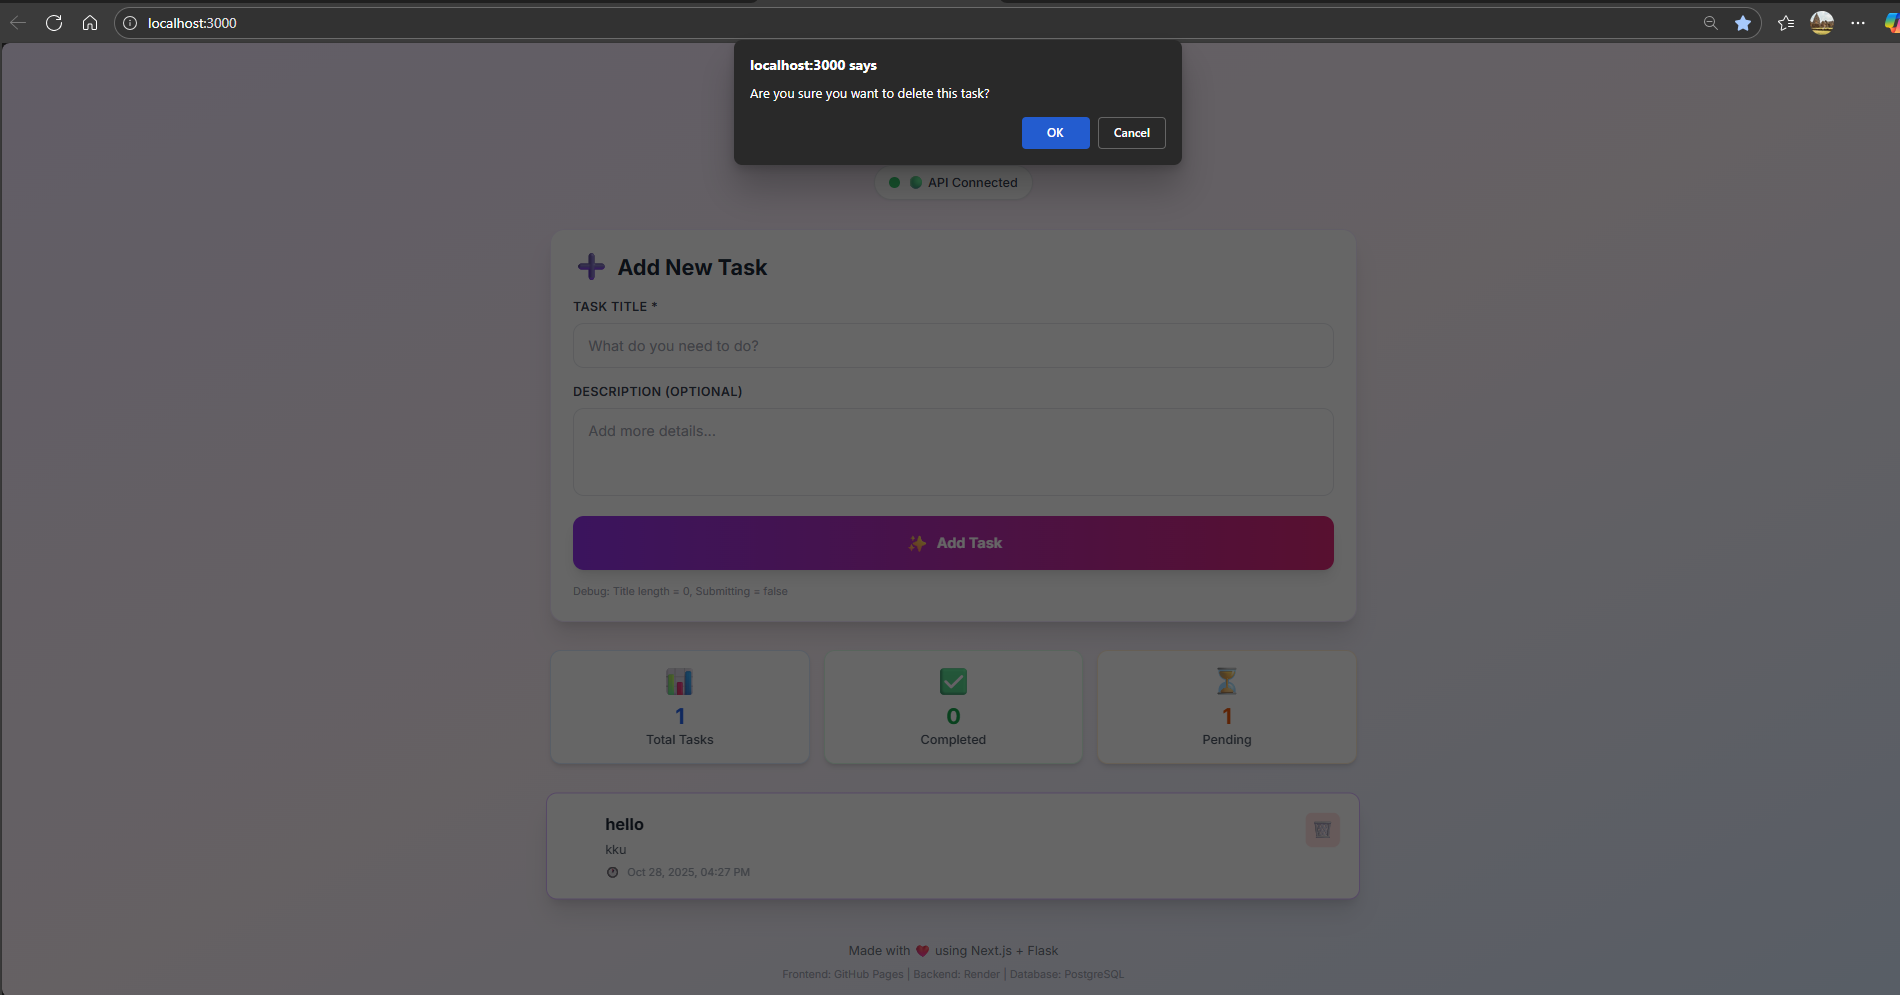 localhost:3000
localhost:3000 says
Are you sure you want to delete this task?
OK
Cancel
API Connected
Add New Task
TASK TITLE *
What do you need to do?
DESCRIPTION (OPTIONAL)
Add more details...
Add Task
Debug: Title length = 0, Submitting = false
1
Total Tasks
0
Completed
1
Pending
hello
kku
Oct 28, 2025, 04:27 PM
Made with ❤️ using Next.js + Flask
Frontend: GitHub Pages | Backend: Render | Database: PostgreSQL